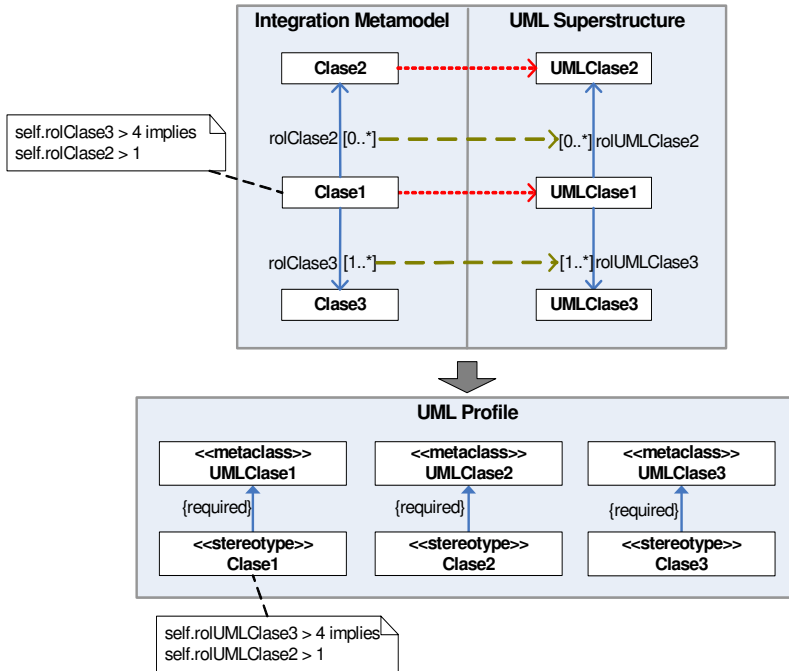 Integration Metamodel
UML Superstructure
Clase2
UMLClase2
self.rolClase3 > 4 implies
self.rolClase2 > 1
rolClase2 [0..*]
[0..*] rolUMLClase2
Clase1
UMLClase1
rolClase3 [1..*]
[1..*] rolUMLClase3
Clase3
UMLClase3
UML Profile
<<metaclass>>
UMLClase1
<<metaclass>>
UMLClase2
<<metaclass>>
UMLClase3
{required}
{required}
{required}
<<stereotype>>
Clase1
<<stereotype>>
Clase2
<<stereotype>>
Clase3
self.rolUMLClase3 > 4 implies
self.rolUMLClase2 > 1